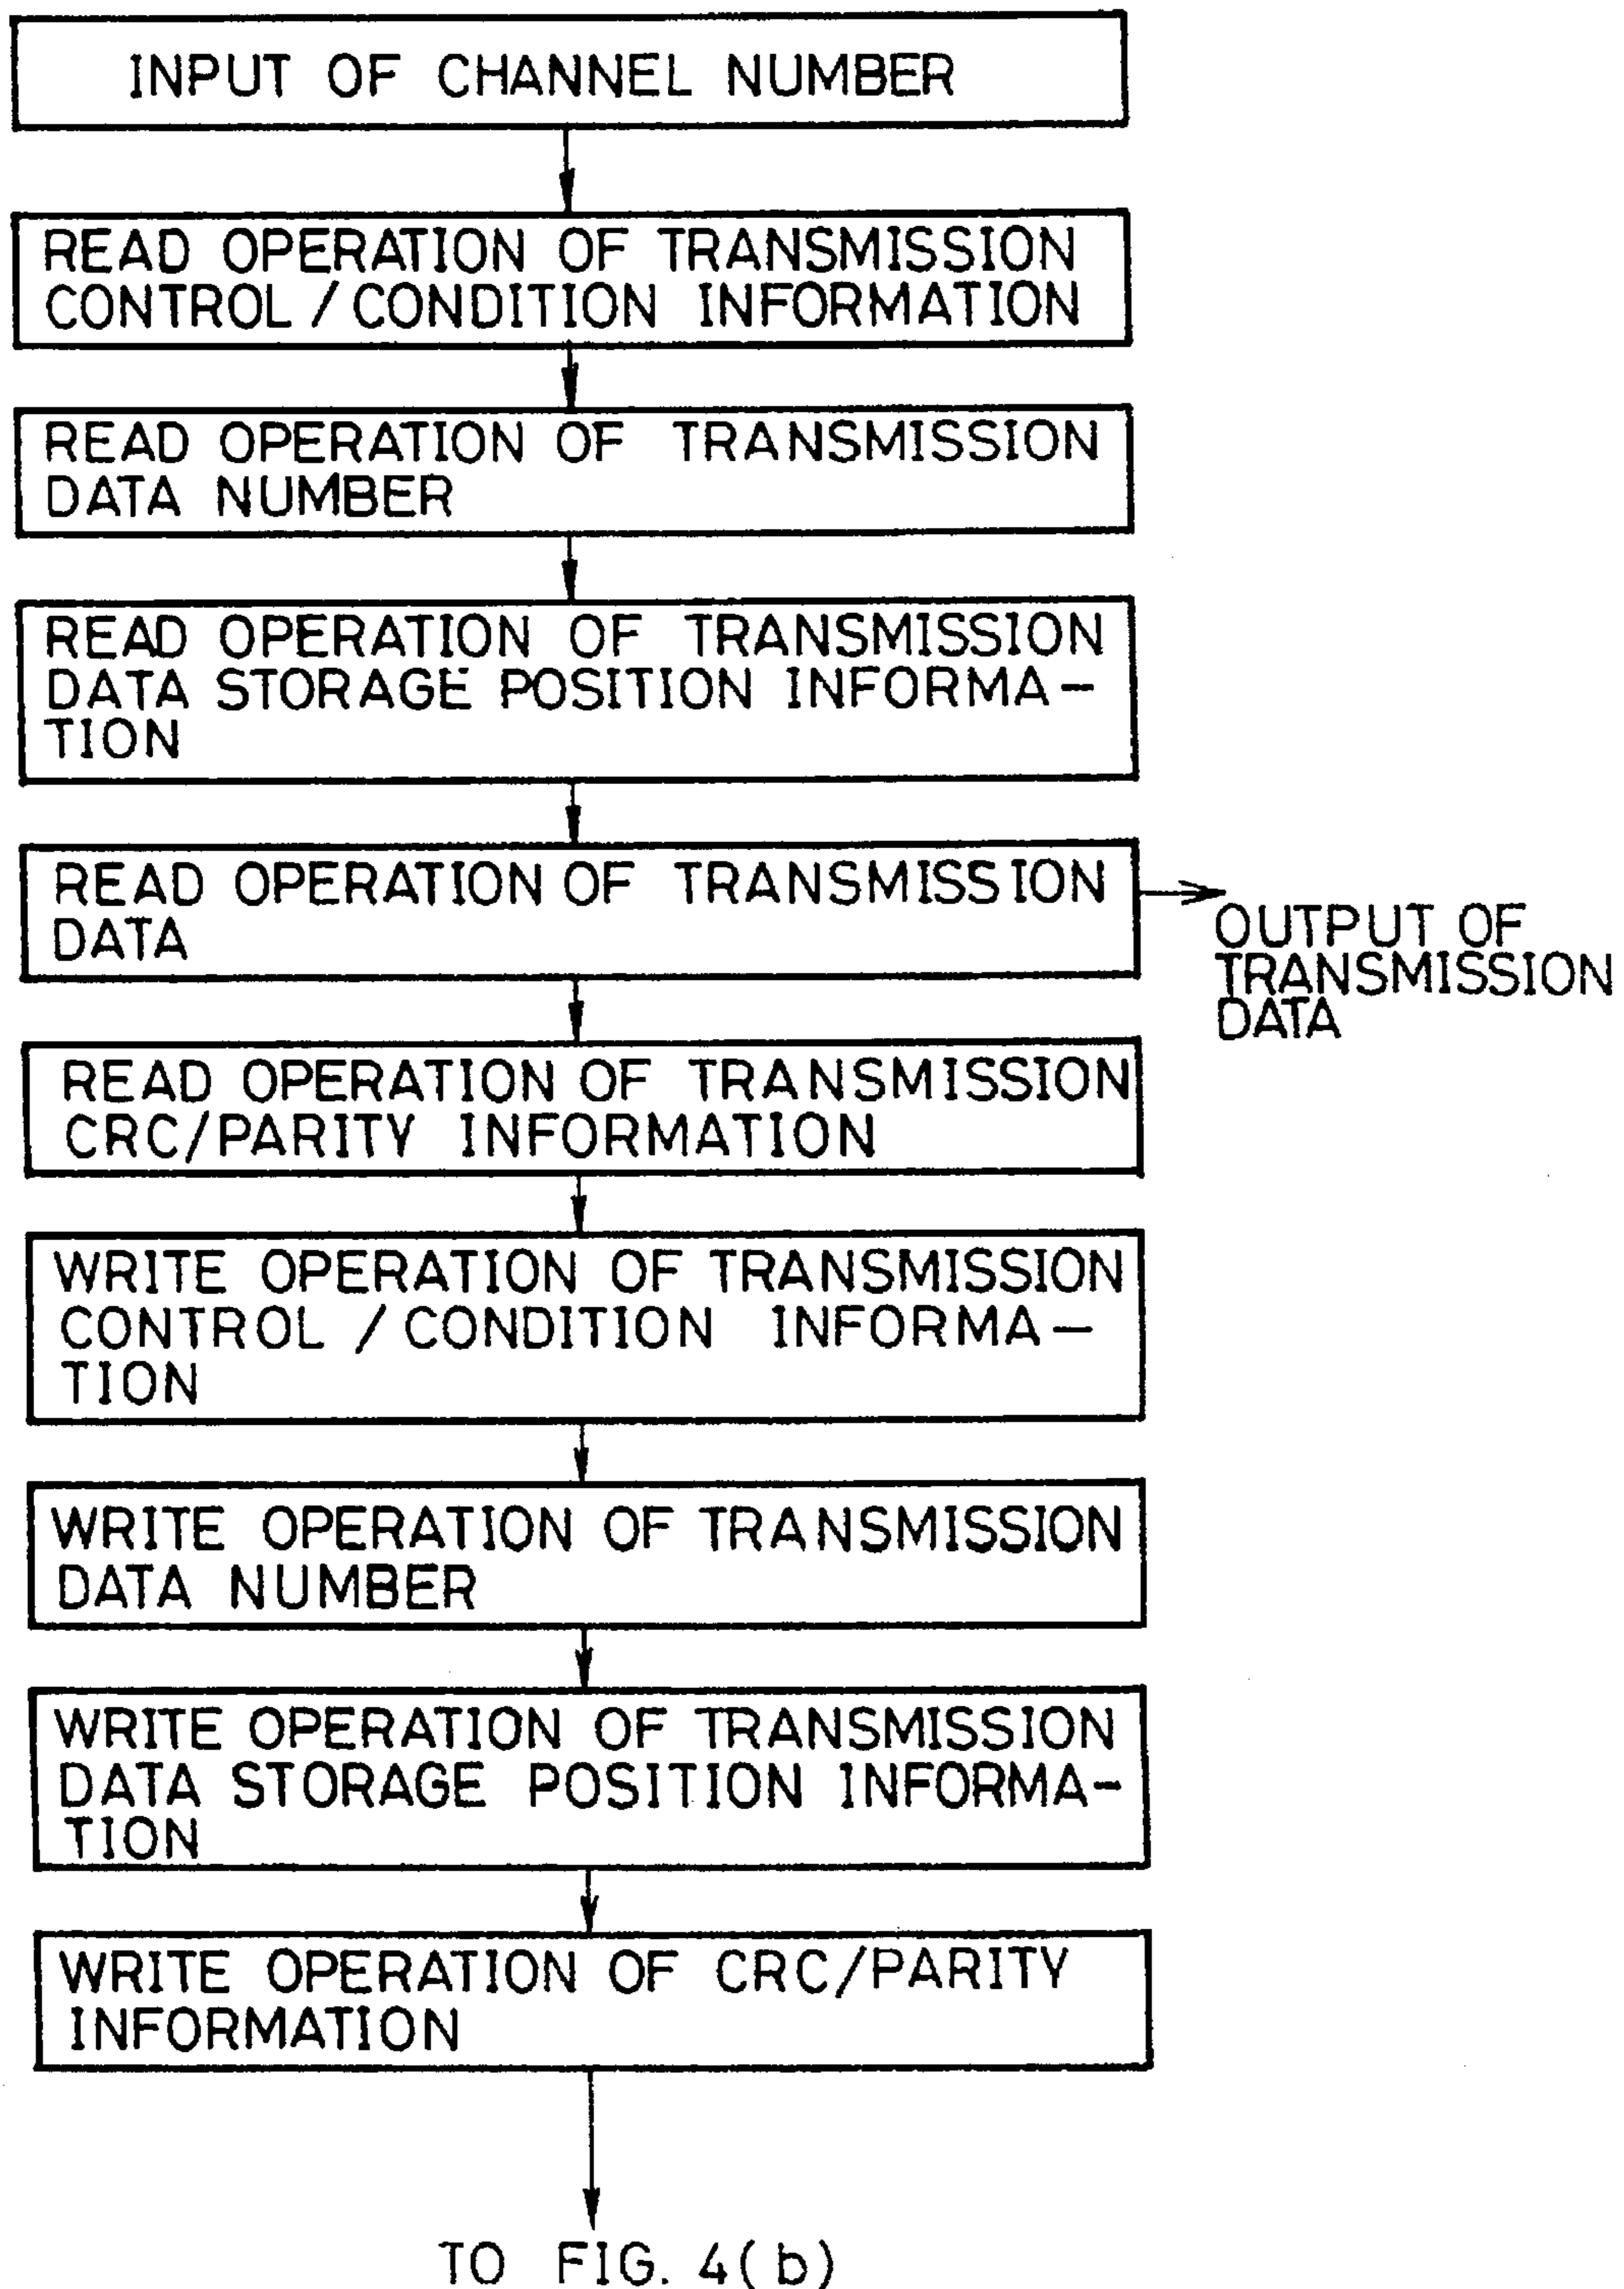 INPUT OF CHANNEL NUMBER
READ OPERATION OF TRANSMISSION
CONTROL / CONDITION INFORMATION
READ OPERATION OF TRANSMISSION
DATA NUMBER
READ OPERATION OF TRANSMISSION
DATA STORAGE POSITION INFORMA-
TION
READ OPERATION OF TRANSMISSION
DATA
OUTPUT OF
TRANSMISSION
DATA
READ OPERATION OF TRANSMISSION
CRC/PARITY INFORMATION
WRITE OPERATION OF TRANSMISSION
CONTROL / CONDITION INFORMA-
TION
WRITE OPERATION OF TRANSMISSION
DATA NUMBER
WRITE OPERATION OF TRANSMISSION
DATA STORAGE POSITION INFORMA-
TION
WRITE OPERATION OF CRC/PARITY
INFORMATION
TO FIG. 4(b)